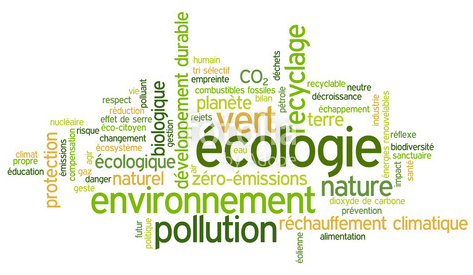 humain
tri sélectif
empreinte
CO₂
déchets
recyclage
développement durable
combustibles fossiles
recyclable
neutre
vie
polluant
planète
bilan
pétrole
décroissance
respect
biologique
échappement
industrie
réduction
rejets
vert
terre
énergies renouvelables
effet de serre
éco-citoyen
nucléaire
risque
changement
gestion
réflexe
protection
émissions
compensation
écosystème
eau
écologie
biodiversité
climat
propre
agir
écologique
air
sanctuaire
éducation
gaz
danger
naturel
zéro-émissions
nature
impact
santé
geste
environnement
dioxyde de carbone
prévention
futur
politique
pollution
réchauffement climatique
éolienne
alimentation